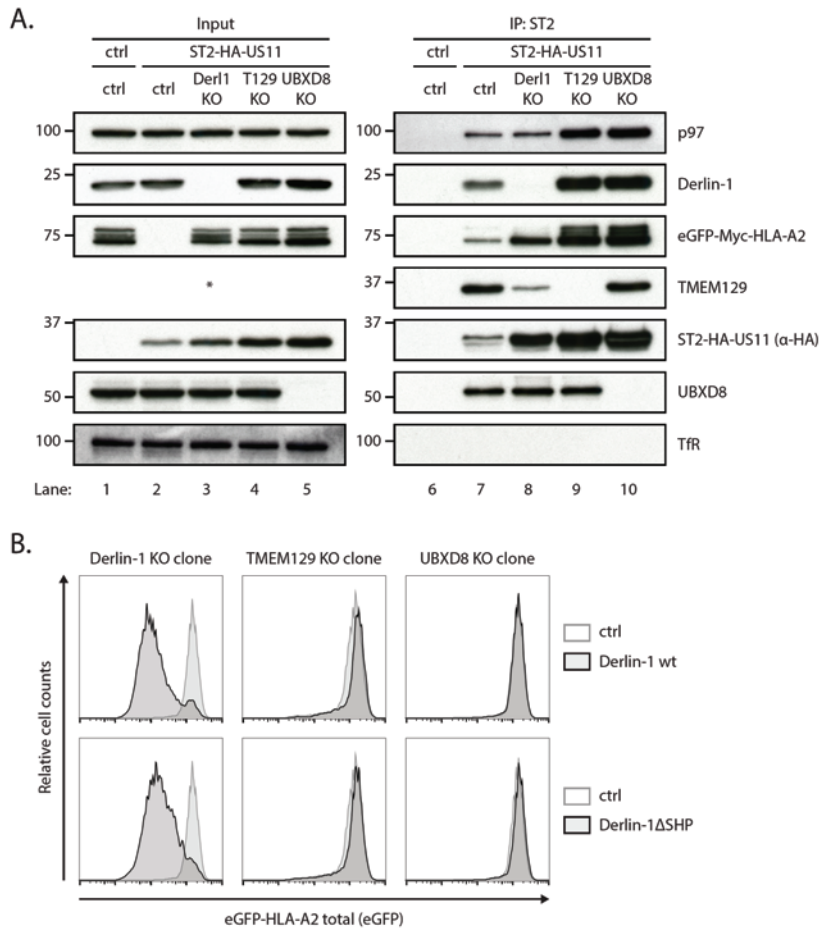 A.
Input
IP: ST2
ctrl
ST2-HA-US11
ctrl
ST2-HA-US11
ctrl
ctrl
Derl1 KO
T129 KO
UBXD8 KO
ctrl
ctrl
Derl1 KO
T129 KO
UBXD8 KO
100
100
p97
25
25
Derlin-1
75
75
eGFP-Myc-HLA-A2
*
37
TMEM129
37
37
ST2-HA-US11 (α-HA)
50
50
UBXD8
100
100
TfR
Lane: 1 2 3 4 5 6 7 8 9 10
B.
Derlin-1 KO clone
TMEM129 KO clone
UBXD8 KO clone
ctrl
Derlin-1 wt
ctrl
Derlin-1ΔSHP
Relative cell counts
eGFP-HLA-A2 total (eGFP)